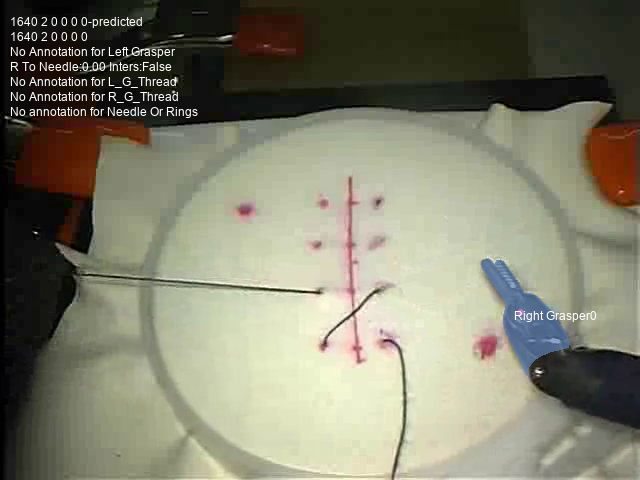 1640 2 0 0 0 0-predicted
1640 2 0 0 0 0
No Annotation for Left Grasper
R To Needle:0.00 Inters:False
No Annotation for L_G_Thread
No Annotation for R_G_Thread
No annotation for Needle Or Rings
Right Grasper0